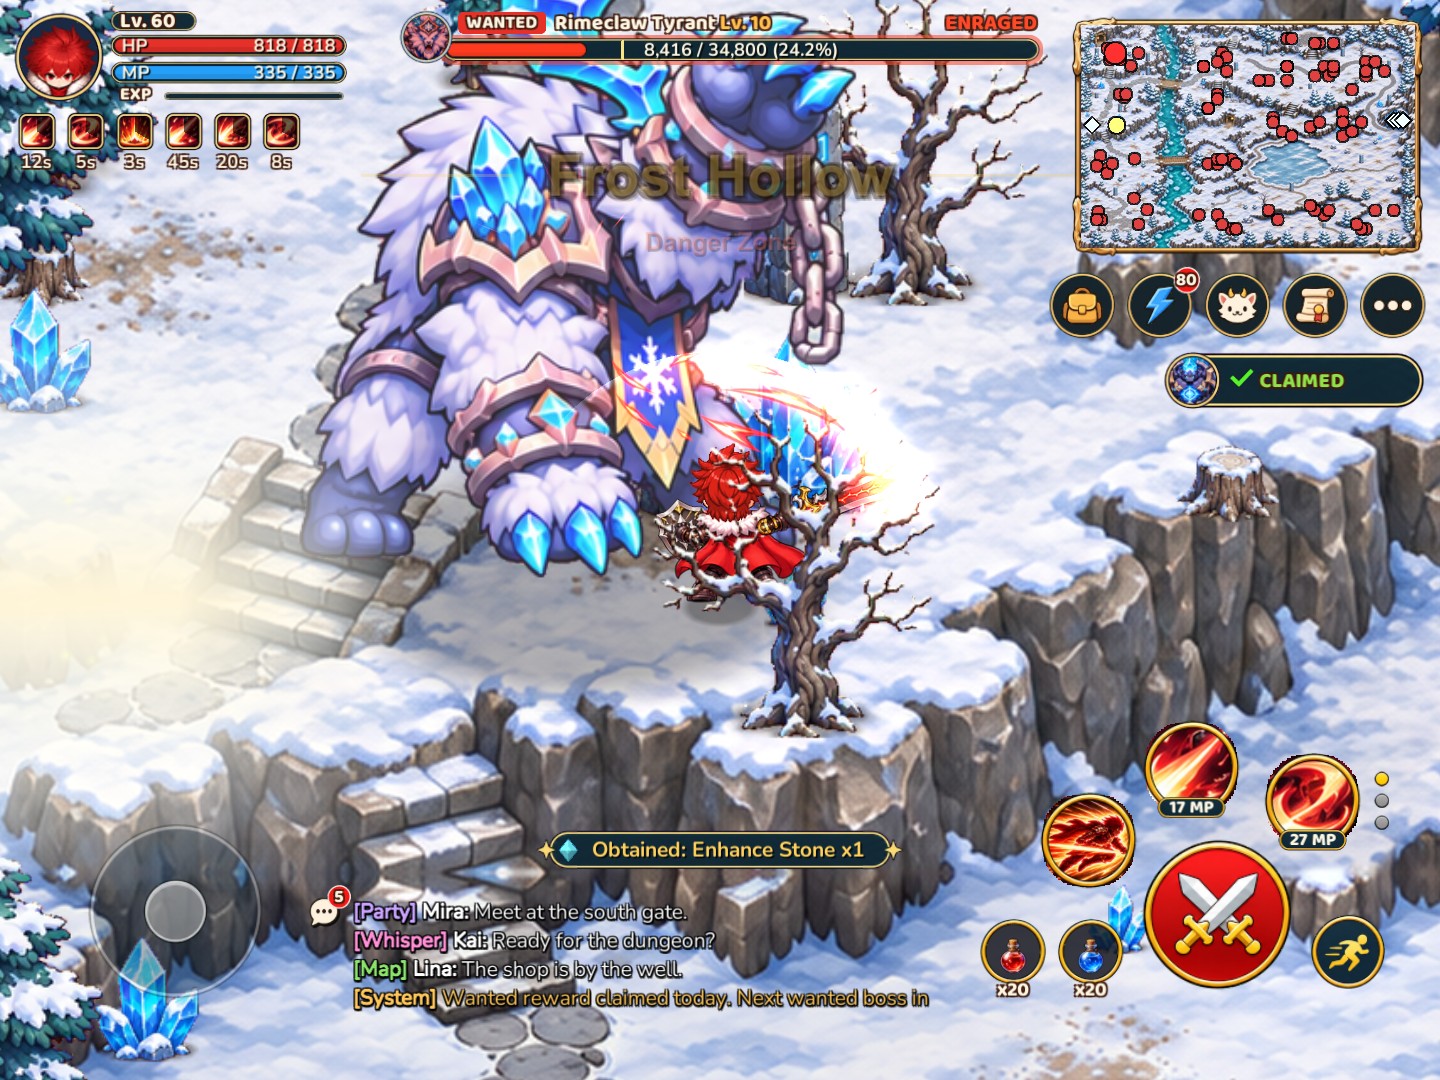 Lv. 60
HP 818 / 818
MP 335 / 335
EXP
12s 5s 3s 45s 20s 8s
WANTED Rimeclaw Tyrant Lv. 10 ENRAGED
8,416 / 34,800 (24.2%)
Frost Hollow
Danger Zone
80
CLAIMED
17 MP
27 MP
Obtained: Enhance Stone x1
5
[Party] Mira: Meet at the south gate.
[Whisper] Kai: Ready for the dungeon?
[Map] Lina: The shop is by the well.
[System] Wanted reward claimed today. Next wanted boss in
x20 x20